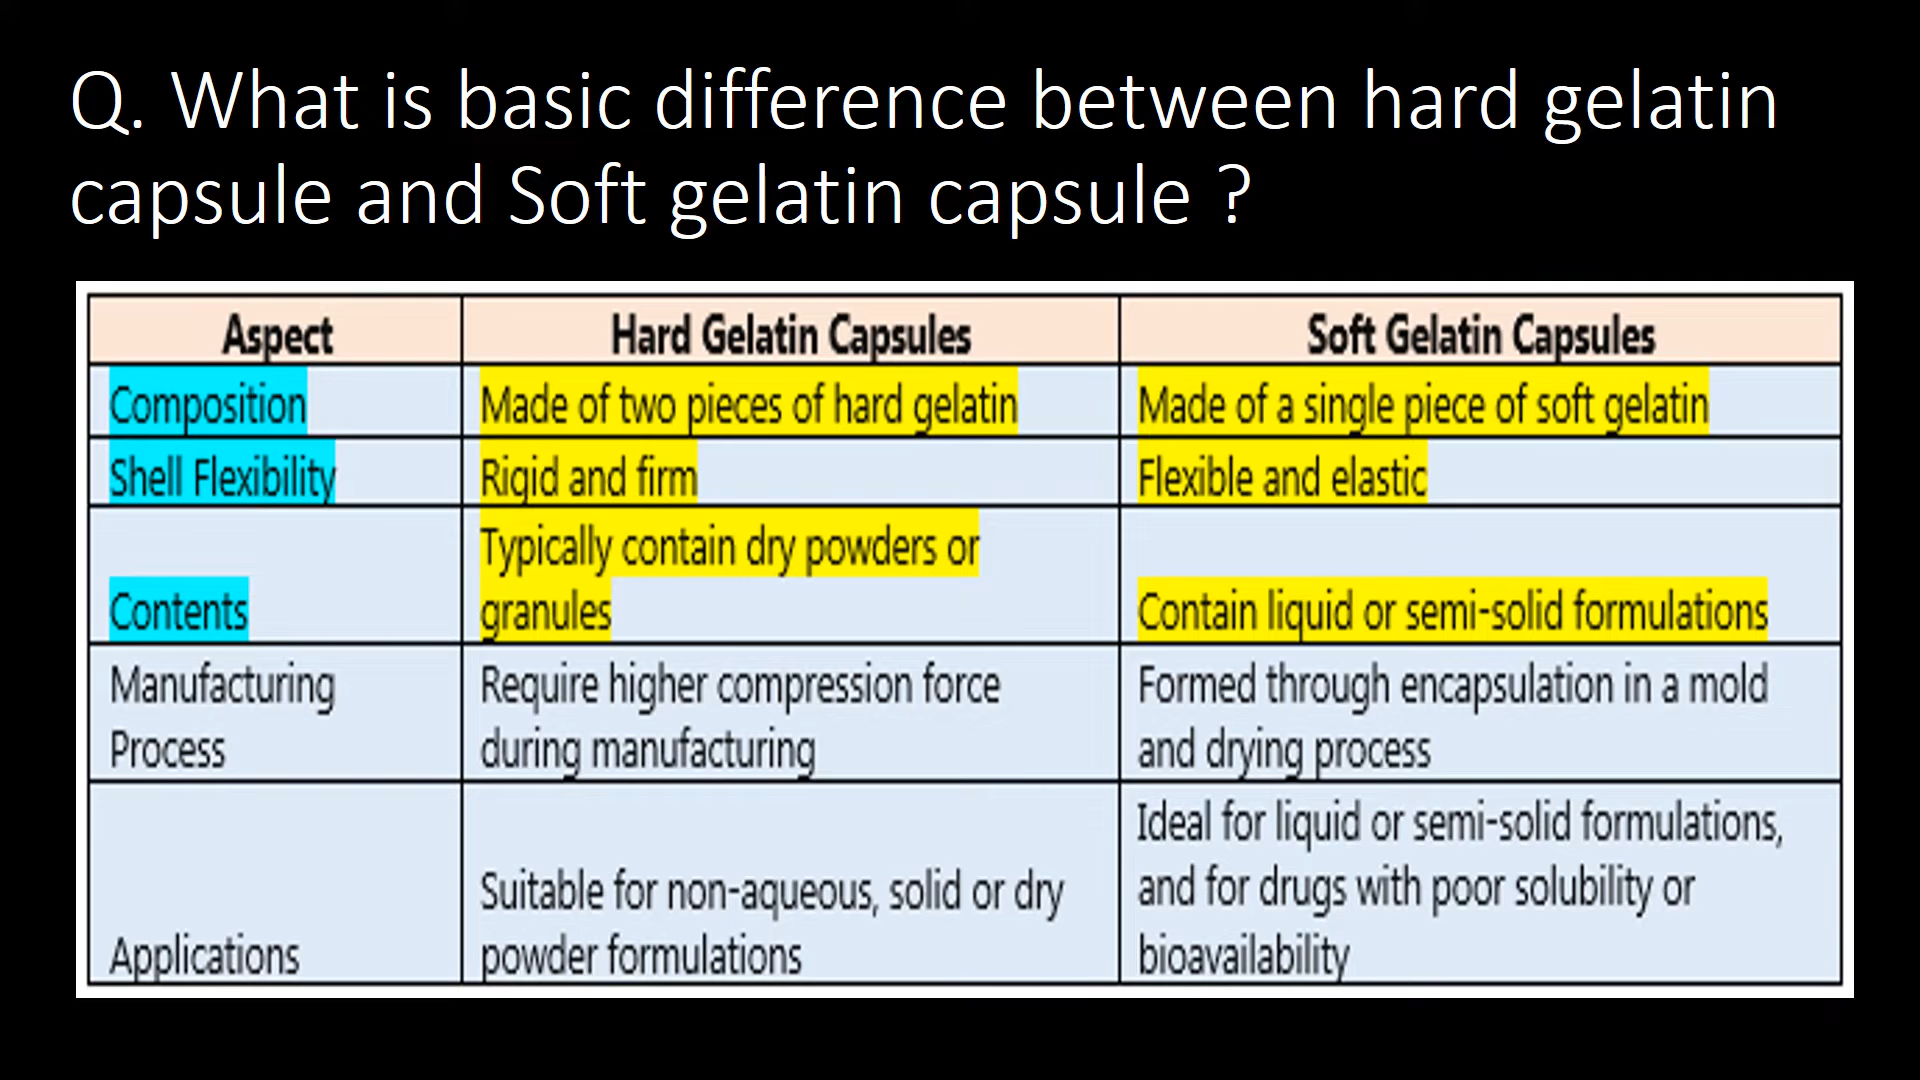 Q. What is basic difference between hard gelatin
capsule and Soft gelatin capsule ?
Aspect
Hard Gelatin Capsules
Soft Gelatin Capsules
Composition
Made of two pieces of hard gelatin
Made of a single piece of soft gelatin
Shell Flexibility
Rigid and firm
Flexible and elastic
Contents
Typically contain dry powders or
granules
Contain liquid or semi-solid formulations
Manufacturing
Process
Require higher compression force
during manufacturing
Formed through encapsulation in a mold
and drying process
Applications
Suitable for non-aqueous, solid or dry
powder formulations
Ideal for liquid or semi-solid formulations,
and for drugs with poor solubility or
bioavailability